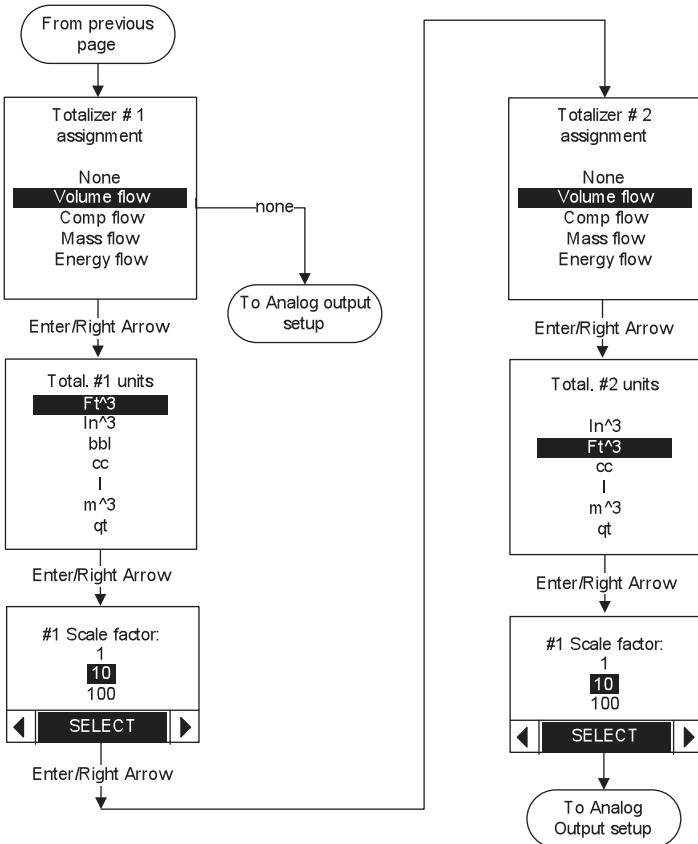 From previous
page
Totalizer # 1
assignment
None
Volume flow
Comp flow
Mass flow
Energy flow
none
To Analog output
setup
Enter/Right Arrow
Total. #1 units
Ft^3
In^3
bbl
cc
l
m^3
qt
Enter/Right Arrow
#1 Scale factor:
1
10
100
SELECT
Enter/Right Arrow
Totalizer # 2
assignment
None
Volume flow
Comp flow
Mass flow
Energy flow
Enter/Right Arrow
Total. #2 units
In^3
Ft^3
cc
l
m^3
qt
Enter/Right Arrow
#1 Scale factor:
1
10
100
SELECT
To Analog
Output setup